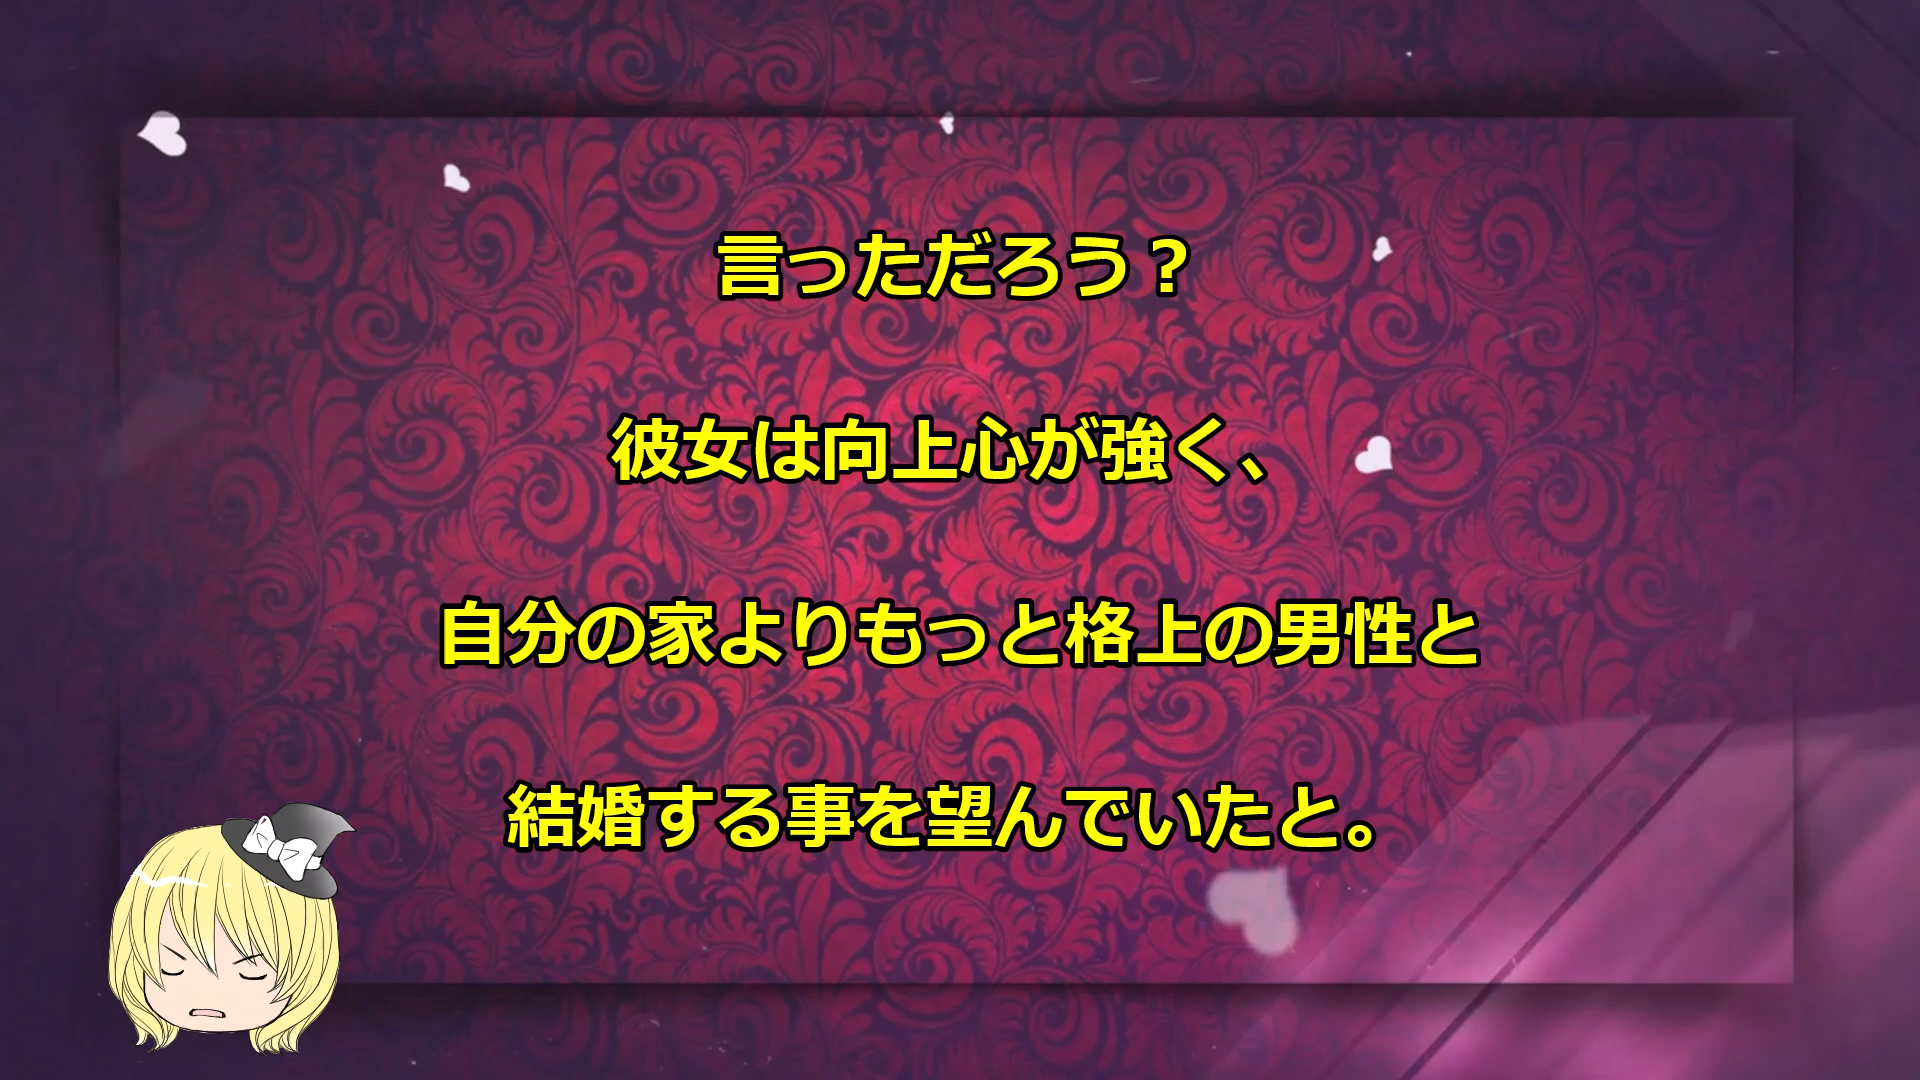 言っただろう？
彼女は向上心が強く、
自分の家よりもっと格上の男性と
結婚する事を望んでいたと。